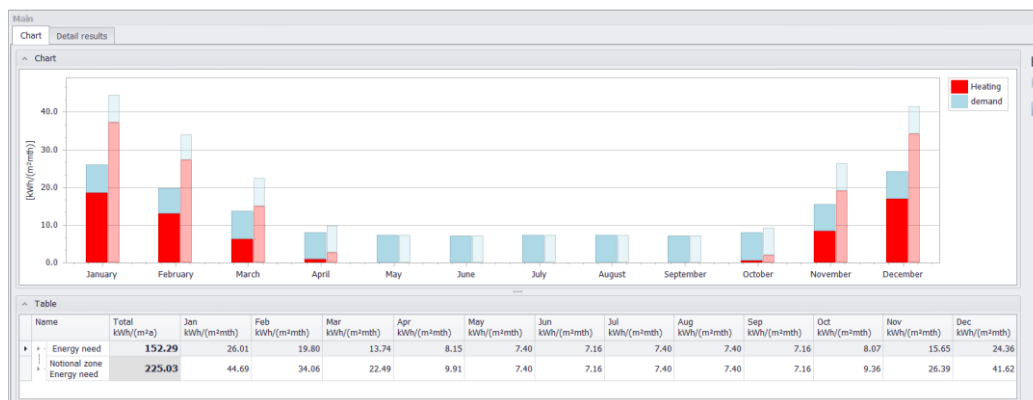 Main
Chart Detail results
Chart
Heating
demand
[kWh/(m²mth)]
40.0
30.0
20.0
10.0
0.0
January February March April May June July August September October November December
Table
Name Total Jan Feb Mar Apr May Jun Jul Aug Sep Oct Nov Dec
kWh/(m²a) kWh/(m²mth) kWh/(m²mth) kWh/(m²mth) kWh/(m²mth) kWh/(m²mth) kWh/(m²mth) kWh/(m²mth) kWh/(m²mth) kWh/(m²mth) kWh/(m²mth) kWh/(m²mth) kWh/(m²mth)
Energy need 152.29 26.01 19.80 13.74 8.15 7.40 7.16 7.40 7.40 7.16 8.07 15.65 24.36
Notional zone
Energy need 225.03 44.69 34.06 22.49 9.91 7.40 7.16 7.40 7.40 7.16 9.36 26.39 41.62